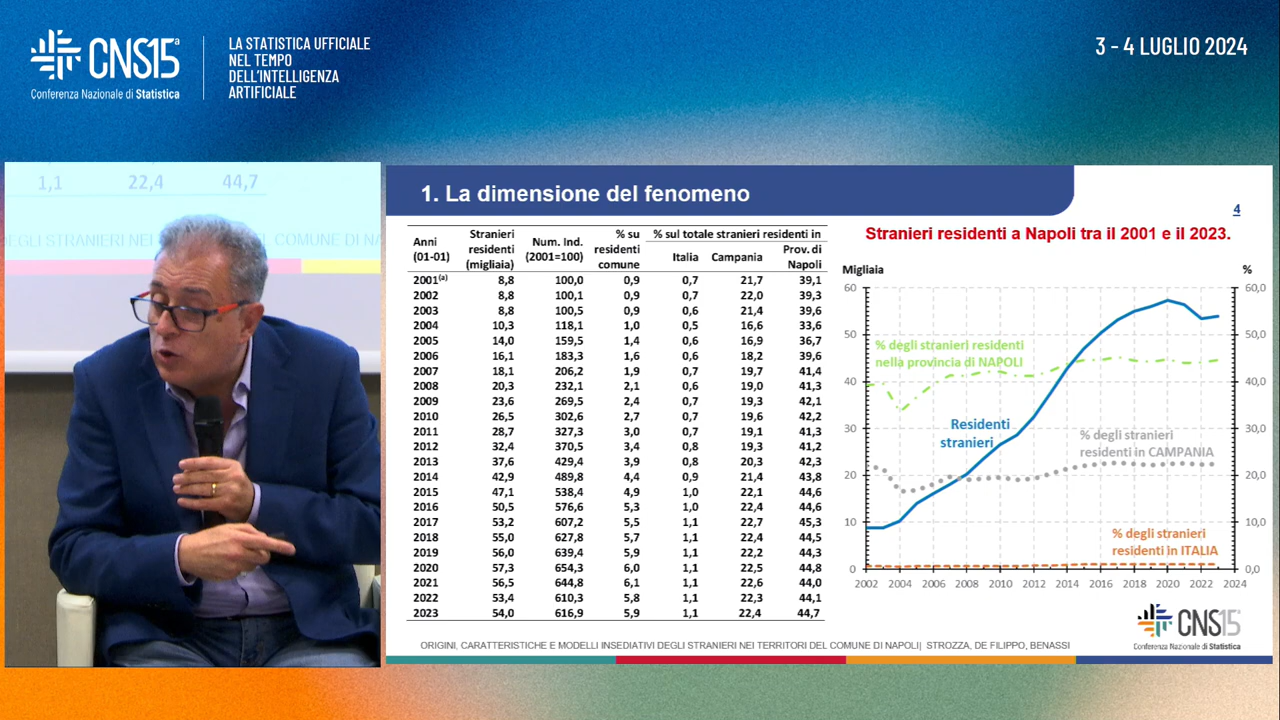 CNS15ª
Conferenza Nazionale di Statistica
LA STATISTICA UFFICIALE
NEL TEMPO
DELL'INTELLIGENZA
ARTIFICIALE
3 - 4 LUGLIO 2024
1,1 22,4 44,7
DEGLI STRANIERI NEI
COMUNE DI NA
1. La dimensione del fenomeno
4
Anni (01-01) Stranieri residenti (migliaia) Num. Ind. (2001=100) % su residenti comune % sul totale stranieri residenti in
Italia Campania Prov. di Napoli
2001(a) 8,8 100,0 0,9 0,7 21,7 39,1
2002 8,8 100,1 0,9 0,7 22,0 39,3
2003 8,8 100,5 0,9 0,6 21,4 39,6
2004 10,3 118,1 1,0 0,5 16,6 33,6
2005 14,0 159,5 1,4 0,6 16,9 36,7
2006 16,1 183,3 1,6 0,6 18,2 39,6
2007 18,1 206,2 1,9 0,7 19,7 41,4
2008 20,3 232,1 2,1 0,6 19,0 41,3
2009 23,6 269,5 2,4 0,7 19,3 42,1
2010 26,5 302,6 2,7 0,7 19,6 42,2
2011 28,7 327,3 3,0 0,7 19,1 41,3
2012 32,4 370,5 3,4 0,8 19,3 41,2
2013 37,6 429,4 3,9 0,8 20,3 42,3
2014 42,9 489,8 4,4 0,9 21,4 43,8
2015 47,1 538,4 4,9 1,0 22,1 44,6
2016 50,5 576,6 5,3 1,0 22,4 44,6
2017 53,2 607,2 5,5 1,1 22,7 45,3
2018 55,0 627,8 5,7 1,1 22,4 44,5
2019 56,0 639,4 5,9 1,1 22,2 44,3
2020 57,3 654,3 6,0 1,1 22,5 44,8
2021 56,5 644,8 6,1 1,1 22,6 44,0
2022 53,4 610,3 5,8 1,1 22,3 44,1
2023 54,0 616,9 5,9 1,1 22,4 44,7
Stranieri residenti a Napoli tra il 2001 e il 2023.
Migliaia %
60 60,0
50 50,0
40 40,0
30 30,0
20 20,0
10 10,0
0 0,0
% degli stranieri residenti
nella provincia di NAPOLI
Residenti
stranieri
% degli stranieri
residenti in CAMPANIA
% degli stranieri
residenti in ITALIA
2002 2004 2006 2008 2010 2012 2014 2016 2018 2020 2022 2024
CNS15ª
Conferenza Nazionale di Statistica
ORIGINI, CARATTERISTICHE E MODELLI INSEDIATIVI DEGLI STRANIERI NEI TERRITORI DEL COMUNE DI NAPOLI| STROZZA, DE FILIPPO, BENASSI